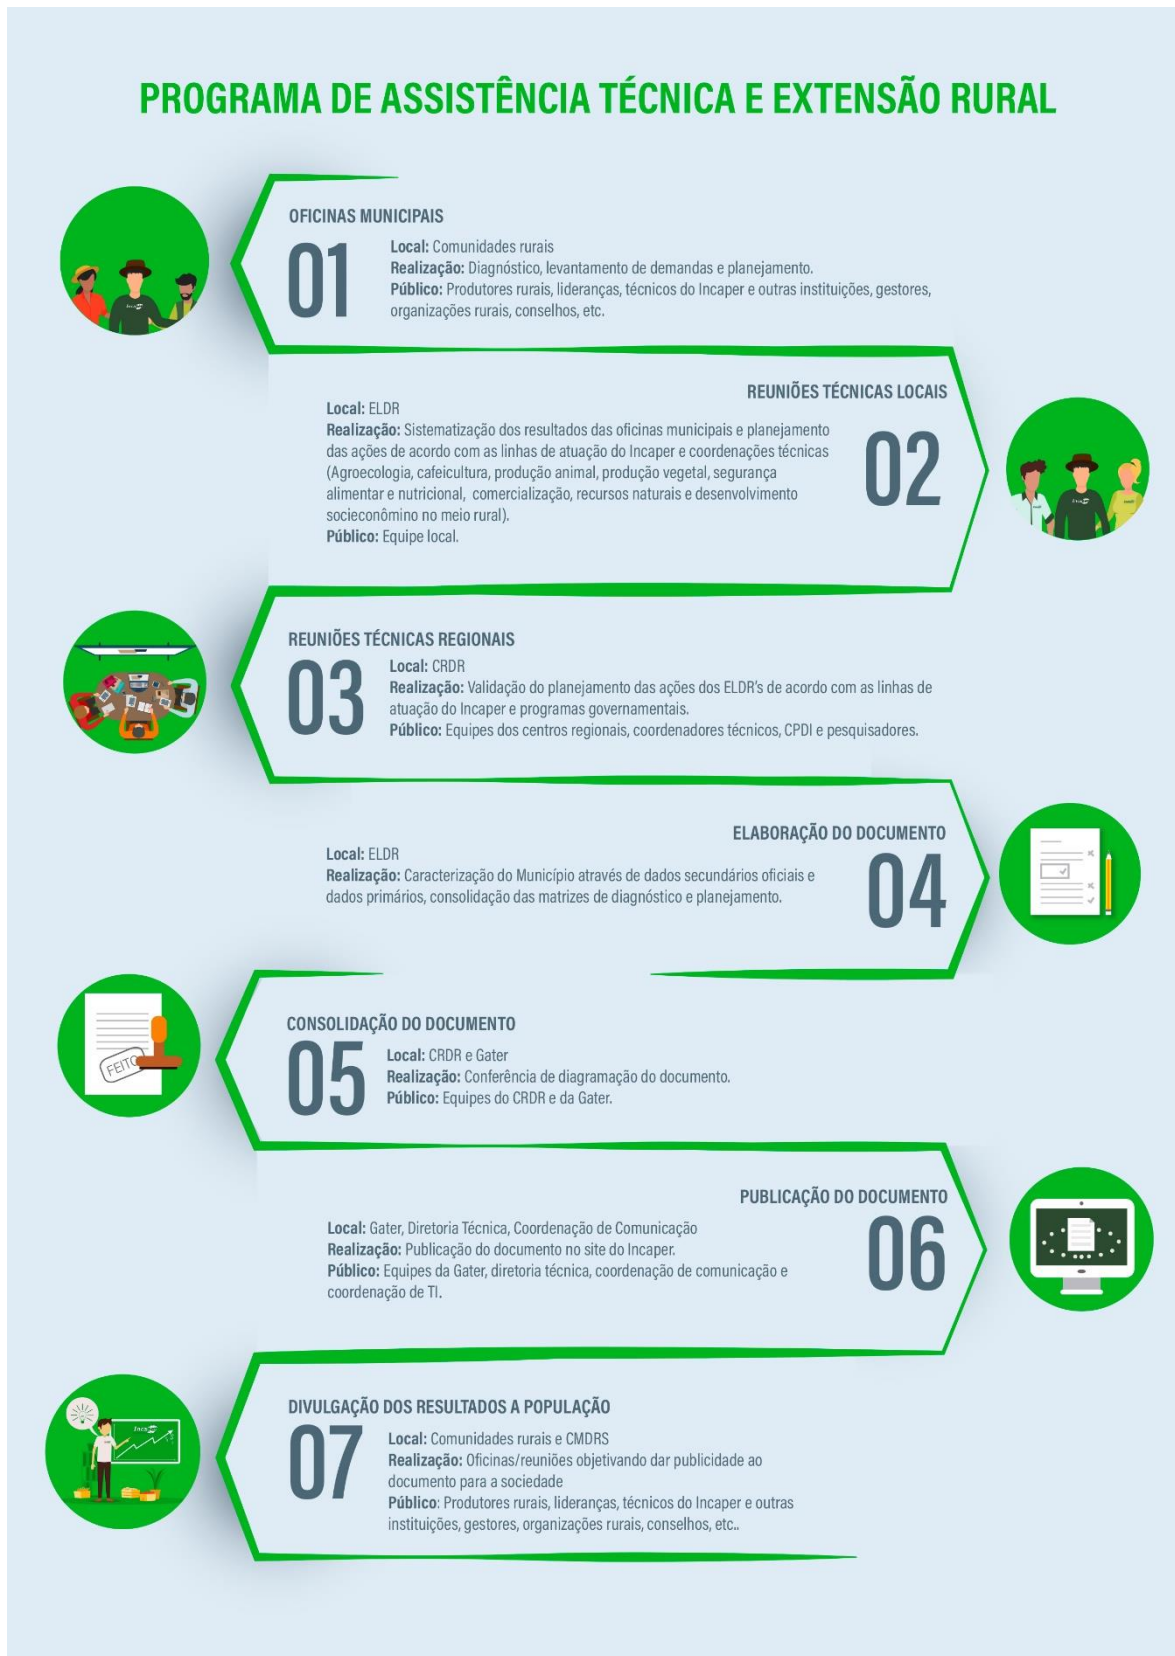 PROGRAMA DE ASSISTÊNCIA TÉCNICA E EXTENSÃO RURAL
OFICINAS MUNICIPAIS
01
Local: Comunidades rurais
Realização: Diagnóstico, levantamento de demandas e planejamento.
Público: Produtores rurais, lideranças, técnicos do Incaper e outras instituições, gestores,
organizações rurais, conselhos, etc.
REUNIÕES TÉCNICAS LOCAIS
02
Local: ELDR
Realização: Sistematização dos resultados das oficinas municipais e planejamento
das ações de acordo com as linhas de atuação do Incaper e coordenações técnicas
(Agroecologia, cafeicultura, produção animal, produção vegetal, segurança
alimentar e nutricional, comercialização, recursos naturais e desenvolvimento
socieconômino no meio rural).
Público: Equipe local.
REUNIÕES TÉCNICAS REGIONAIS
03
Local: CRDR
Realização: Validação do planejamento das ações dos ELDR's de acordo com as linhas de
atuação do Incaper e programas governamentais.
Público: Equipes dos centros regionais, coordenadores técnicos, CPDI e pesquisadores.
ELABORAÇÃO DO DOCUMENTO
04
Local: ELDR
Realização: Caracterização do Município através de dados secundários oficiais e
dados primários, consolidação das matrizes de diagnóstico e planejamento.
CONSOLIDAÇÃO DO DOCUMENTO
05
FEITO
Local: CRDR e Gater
Realização: Conferência de diagramação do documento.
Público: Equipes do CRDR e da Gater.
PUBLICAÇÃO DO DOCUMENTO
06
Local: Gater, Diretoria Técnica, Coordenação de Comunicação
Realização: Publicação do documento no site do Incaper.
Público: Equipes da Gater, diretoria técnica, coordenação de comunicação e
coordenação de TI.
DIVULGAÇÃO DOS RESULTADOS A POPULAÇÃO
07
Local: Comunidades rurais e CMDRS
Realização: Oficinas/reuniões objetivando dar publicidade ao
documento para a sociedade
Público: Produtores rurais, lideranças, técnicos do Incaper e outras
instituições, gestores, organizações rurais, conselhos, etc..